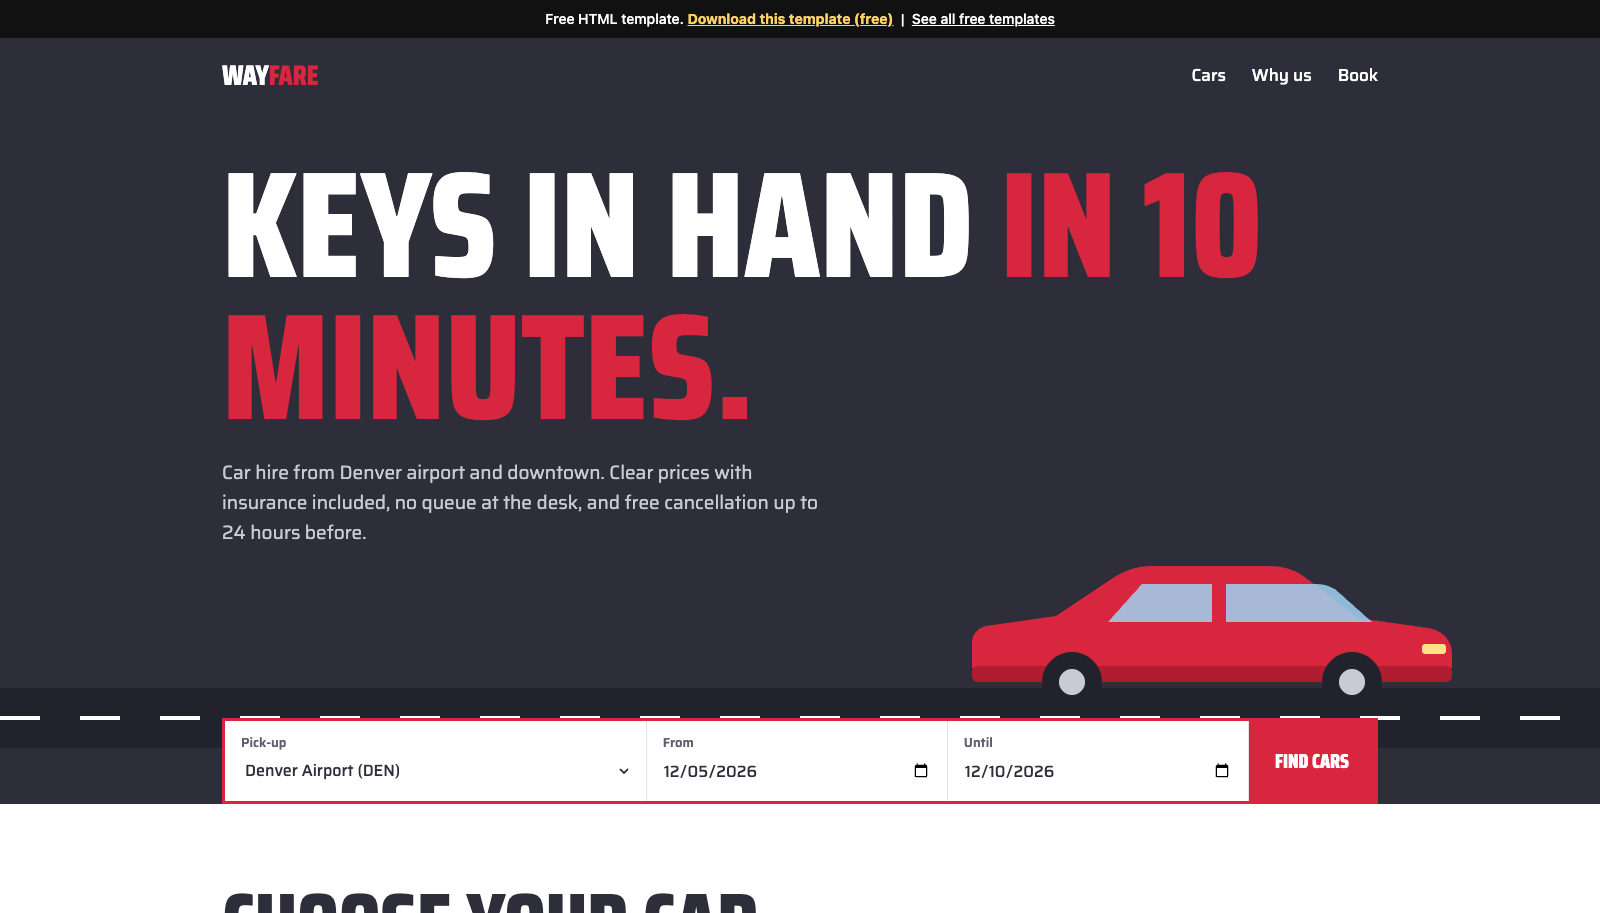 Free HTML template. Download this template (free) | See all free templates
WAYFARE
Cars Why us Book
KEYS IN HAND IN 10
MINUTES.
Car hire from Denver airport and downtown. Clear prices with
insurance included, no queue at the desk, and free cancellation up to
24 hours before.
Pick-up From Until
Denver Airport (DEN) 12/05/2026 12/10/2026 FIND CARS
CHOOSE YOUR CAR